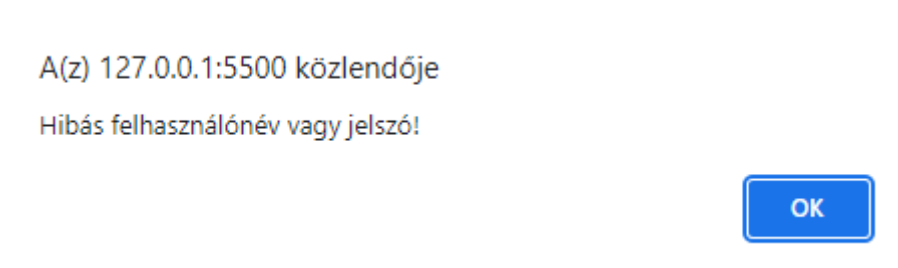 A(z) 127.0.0.1:5500 közlendője
Hibás felhasználónév vagy jelszó!
OK